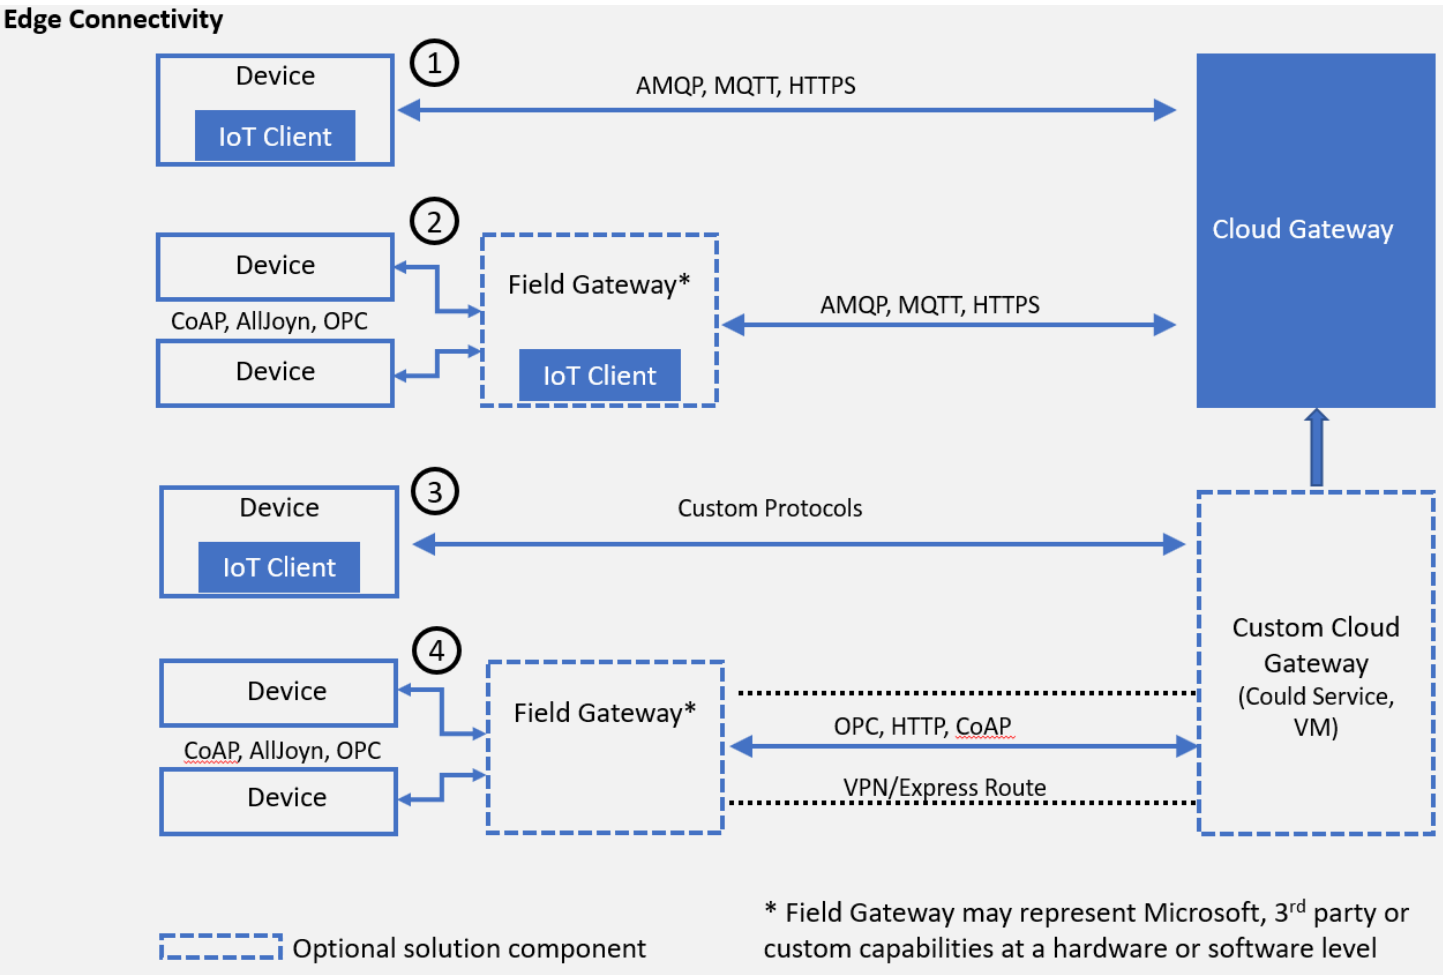 Edge Connectivity
1
Device
IoT Client
AMQP, MQTT, HTTPS
Cloud Gateway
2
Device
CoAP, AllJoyn, OPC
Device
Field Gateway*
IoT Client
AMQP, MQTT, HTTPS
3
Device
IoT Client
Custom Protocols
Custom Cloud
Gateway
(Could Service,
VM)
4
Device
CoAP, AllJoyn, OPC
Device
Field Gateway*
OPC, HTTP, CoAP
VPN/Express Route
Optional solution component
* Field Gateway may represent Microsoft, 3rd party or
custom capabilities at a hardware or software level